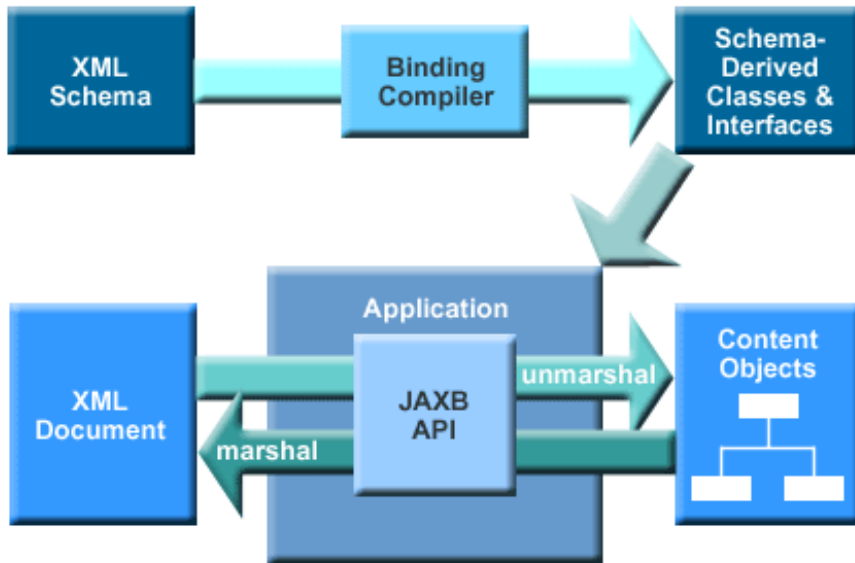 XML
Schema
Binding
Compiler
Schema-
Derived
Classes &
Interfaces
Application
XML
Document
JAXB
API
unmarshal
marshal
Content
Objects